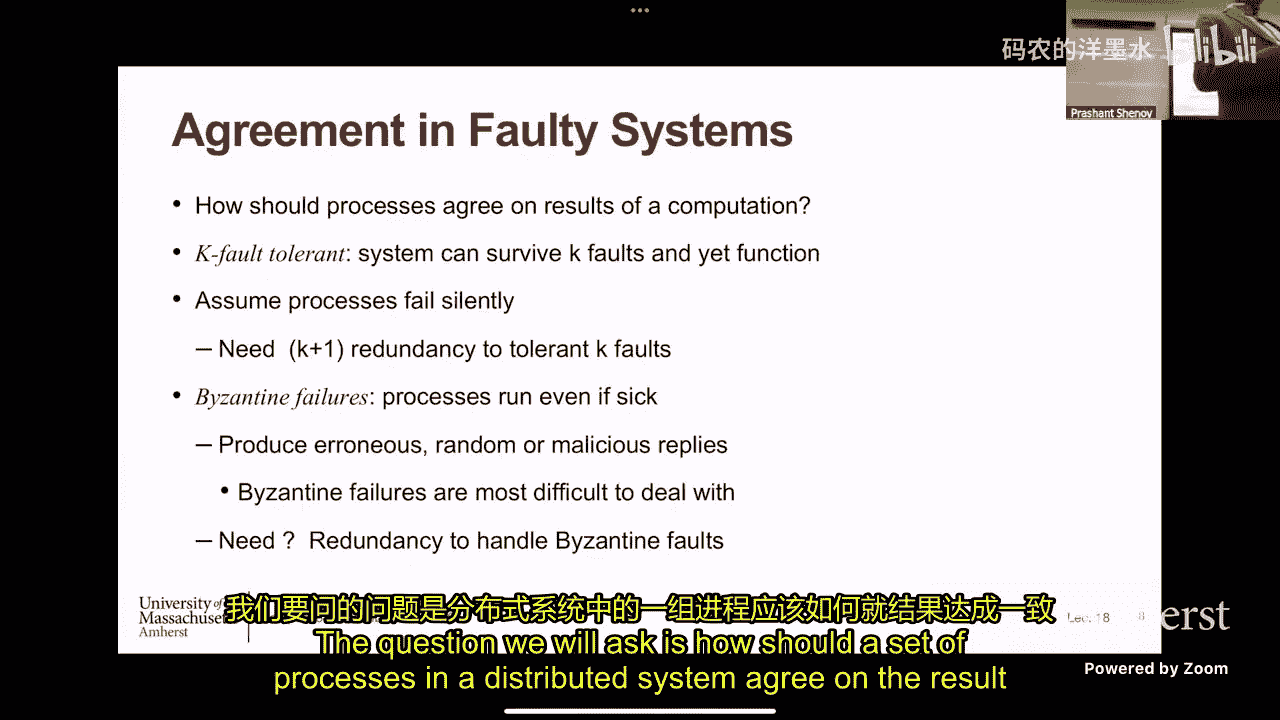 •••
码农的洋墨水 bilibili
Prashant Shenoy
Agreement in Faulty Systems
• How should processes agree on results of a computation?
• K-fault tolerant: system can survive k faults and yet function
• Assume processes fail silently
– Need (k+1) redundancy to tolerant k faults
• Byzantine failures: processes run even if sick
– Produce erroneous, random or malicious replies
• Byzantine failures are most difficult to deal with
– Need ? Redundancy to handle Byzantine faults
University of
Massachusetts
Amherst
Lec. 18
8
erst
我们要问的问题是分布式系统中的一组进程应该如何就结果达成一致
The question we will ask is how should a set of
processes in a distributed system agree on the result
Powered by Zoom